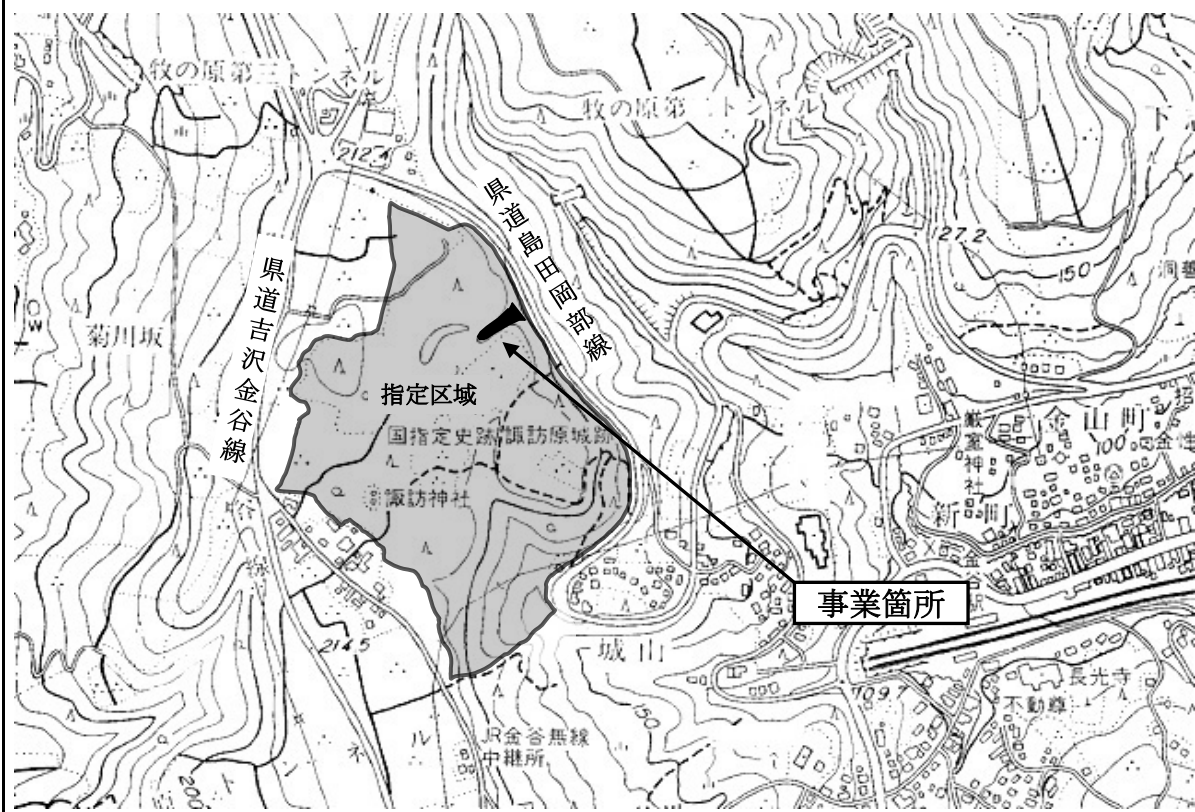 牧の原第二トンネル
牧の原第二トンネル
212.4
県道島田岡部線
県道吉沢金谷線
菊川坂
27.2
150
指定区域
国指定史跡 諏訪原城跡
諏訪神社
巌室神社
金山町
100
新町
事業箇所
214.5
城山
109.7
長光寺
不動尊
JR金谷無線
中継所
150
200